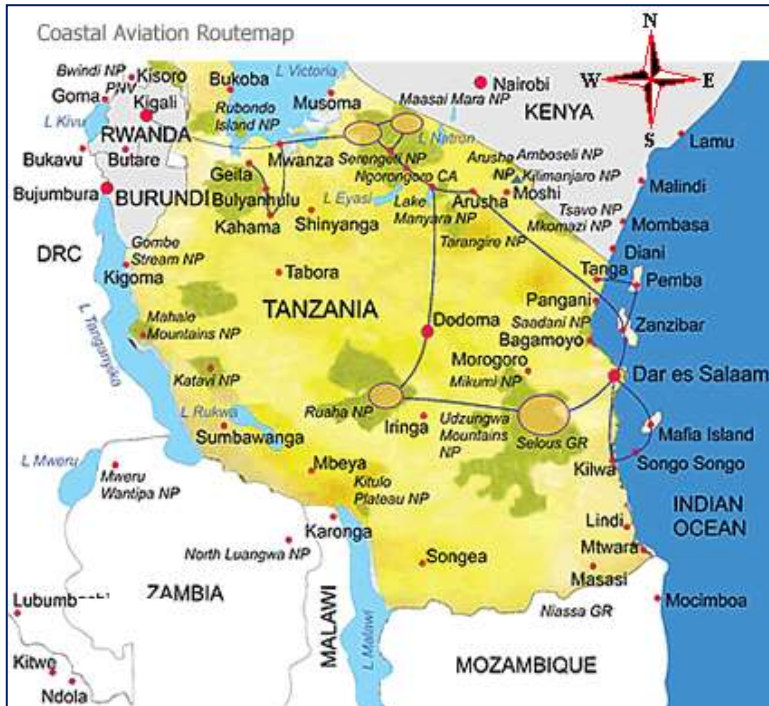 Coastal Aviation Routemap
N
W
E
S
Bwindi NP
Kisoro
PNV
Goma
Kigali
L Kivu
RWANDA
Bukavu
Butare
Bujumbura
BURUNDI
DRC
Bukoba
Rubondo
Island NP
L Victoria
Musoma
Maasai Mara NP
Nairobi
KENYA
Lamu
Mwanza
Serengeti NP
L Natron
Ngorongoro CA
Geita
Bulyanhulu
Kahama
L Eyasi
Lake
Manyara NP
Shinyanga
Arusha
NP
Amboseli NP
Kilimanjaro NP
Moshi
Arusha
Tarangire NP
Tsavo NP
Mkomazi NP
Malindi
Mombasa
Diani
Gombe
Stream NP
Kigoma
Tabora
TANZANIA
Tanga
Pemba
Pangani
Saadani NP
Zanzibar
Bagamoyo
Mahale
Mountains NP
L Tanganyika
Katavi NP
Dodoma
Morogoro
Mikumi NP
Dar es Salaam
L Rukwa
Sumbawanga
Ruaha NP
Iringa
Udzungwa
Mountains
NP
Selous GR
Mafia Island
Kilwa
Songo Songo
L Mweru
Mweru
Wantipa NP
Mbeya
Kitulo
Plateau NP
Karonga
INDIAN
OCEAN
North Luangwa NP
Songea
Lindi
Mtwara
Masasi
ZAMBIA
MALAWI
L Malawi
Niassa GR
Mocimboa
MOZAMBIQUE
Kitwe
Ndola